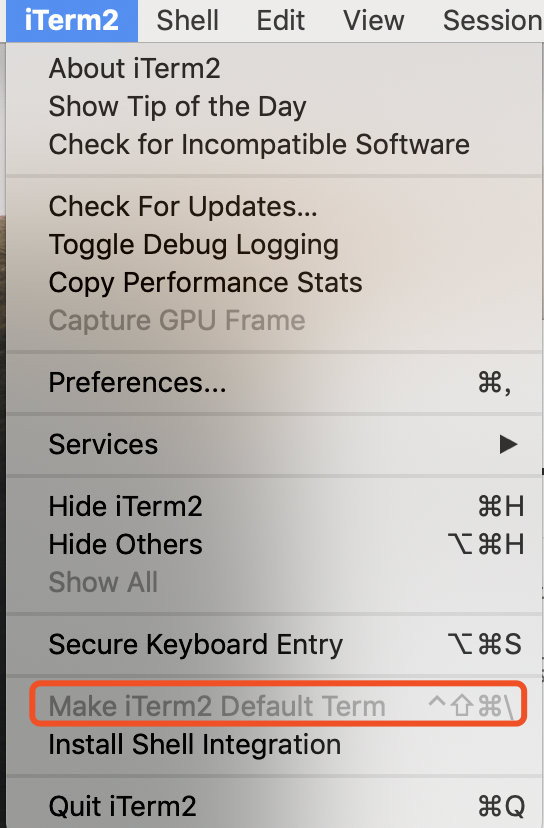 iTerm2 Shell Edit View Session
About iTerm2
Show Tip of the Day
Check for Incompatible Software
Check For Updates...
Toggle Debug Logging
Copy Performance Stats
Capture GPU Frame
Preferences... ⌘,
Services ▶
Hide iTerm2 ⌘H
Hide Others ⌥⌘H
Show All
Secure Keyboard Entry ⌥⌘S
Make iTerm2 Default Term ^⇧⌘\
Install Shell Integration
Quit iTerm2 ⌘Q